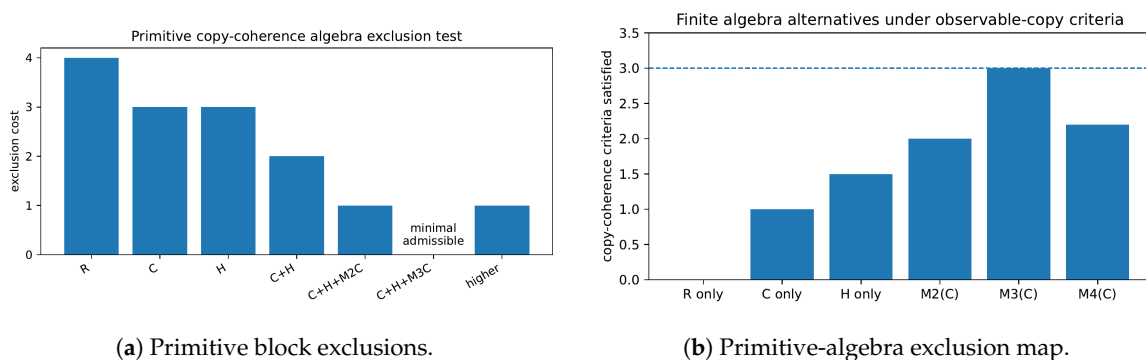 Primitive copy-coherence algebra exclusion test
exclusion cost
4
3
2
1
0
minimal
admissible
R
C
H
C+H
C+H+M2C
C+H+M3C
higher
(a) Primitive block exclusions.
Finite algebra alternatives under observable-copy criteria
copy-coherence criteria satisfied
3.5
3.0
2.5
2.0
1.5
1.0
0.5
0.0
R only
C only
H only
M2(C)
M3(C)
M4(C)
(b) Primitive-algebra exclusion map.